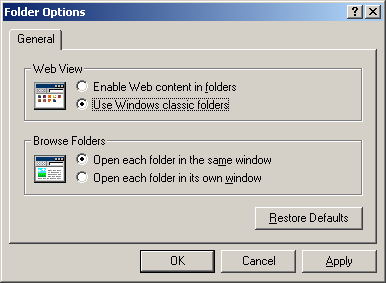 Folder Options
General
Web View
Enable Web content in folders
Use Windows classic folders
Browse Folders
Open each folder in the same window
Open each folder in its own window
Restore Defaults
OK Cancel Apply